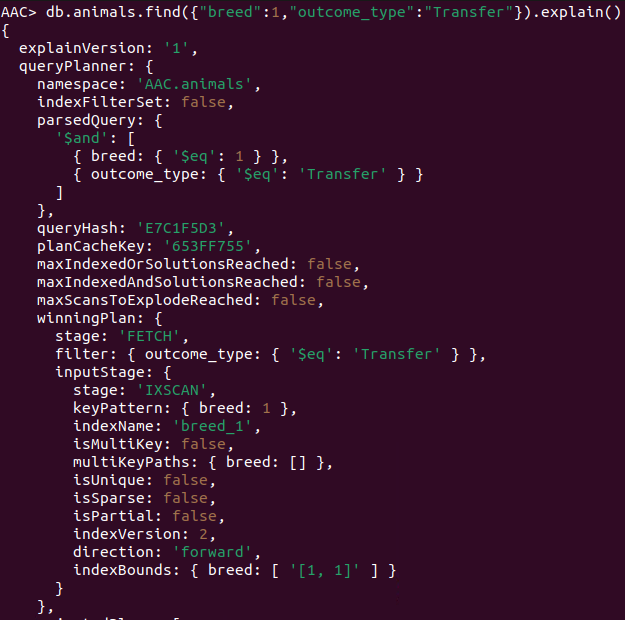 AAC> db.animals.find({"breed":1,"outcome_type":"Transfer"}).explain()
{
  explainVersion: '1',
  queryPlanner: {
    namespace: 'AAC.animals',
    indexFilterSet: false,
    parsedQuery: {
      '$and': [
        { breed: { '$eq': 1 } },
        { outcome_type: { '$eq': 'Transfer' } }
      ]
    },
    queryHash: 'E7C1F5D3',
    planCacheKey: '653FF755',
    maxIndexedOrSolutionsReached: false,
    maxIndexedAndSolutionsReached: false,
    maxScansToExplodeReached: false,
    winningPlan: {
      stage: 'FETCH',
      filter: { outcome_type: { '$eq': 'Transfer' } },
      inputStage: {
        stage: 'IXSCAN',
        keyPattern: { breed: 1 },
        indexName: 'breed_1',
        isMultiKey: false,
        multiKeyPaths: { breed: [] },
        isUnique: false,
        isSparse: false,
        isPartial: false,
        indexVersion: 2,
        direction: 'forward',
        indexBounds: { breed: [ '[1, 1]' ] }
      }
    },